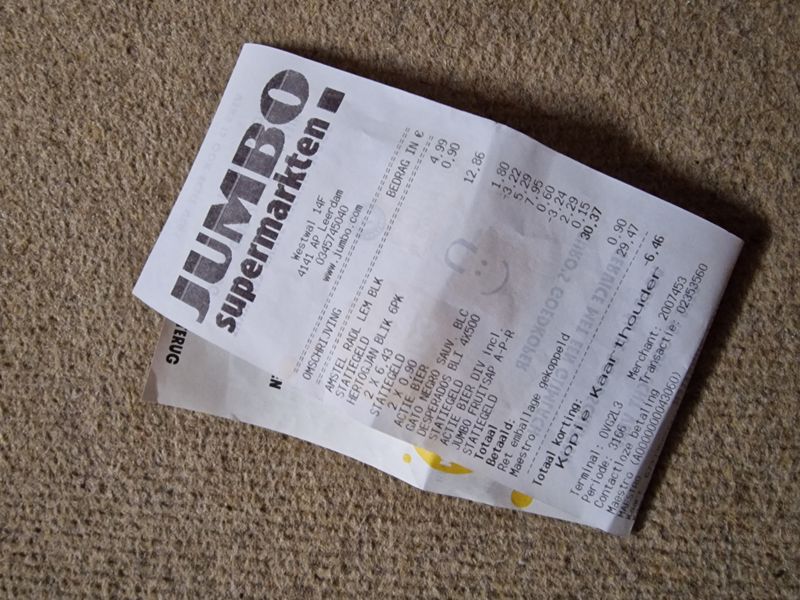 JUMBO
supermarkten
Westwal 14F
4141 AP Leerdam
0345745040
www.jumbo.com
OMSCHRIJVING BEDRAG IN €
AMSTEL RADL LEM BLK 4,99
STATIEGELD 0,90
HERTOGJAN BLIK 6PK
2 X 6,43 12,86
STATIEGELD
2 X 0,90 1,80
ACTIE BIER -3,22
GATO NEGRO SAUV. BLC 5,29
DESPERADOS BLI 4X500 7,95
STATIEGELD 0,60
ACTIE BIER DIV incl. -3,24
JUMBO FRUITSAP A-P-R 2,29
STATIEGELD 0,15
Totaal 30,37
Betaald:
Ret emballage gekoppeld 0,90
Maestro 29,47
Totaal korting: 6,46
Kopie Kaarthouder
Terminal: OVG2L3 Merchant: 2007453
Periode: 3166 Transactie: 02353560
Contactloze betaling
Maestro (A0000000043060)
TERUG